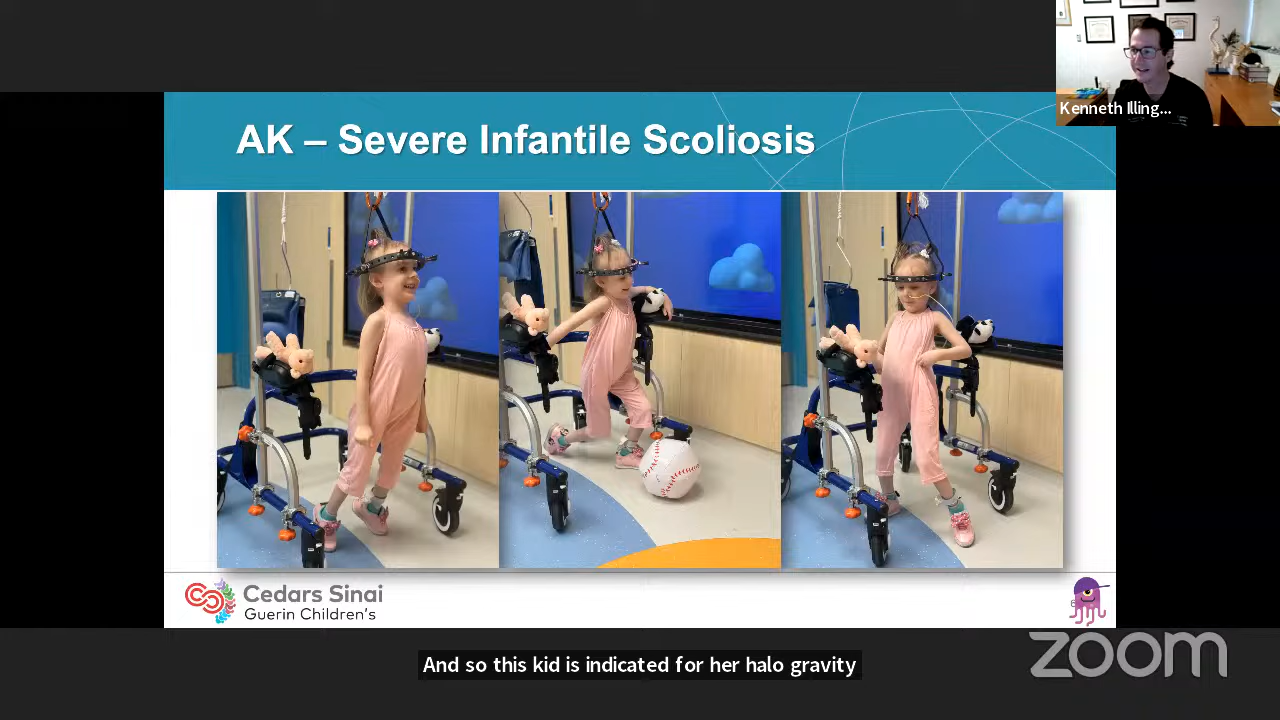 Kenneth Illing...
AK – Severe Infantile Scoliosis
Cedars Sinai
Guerin Children's
And so this kid is indicated for her halo gravity
zoom